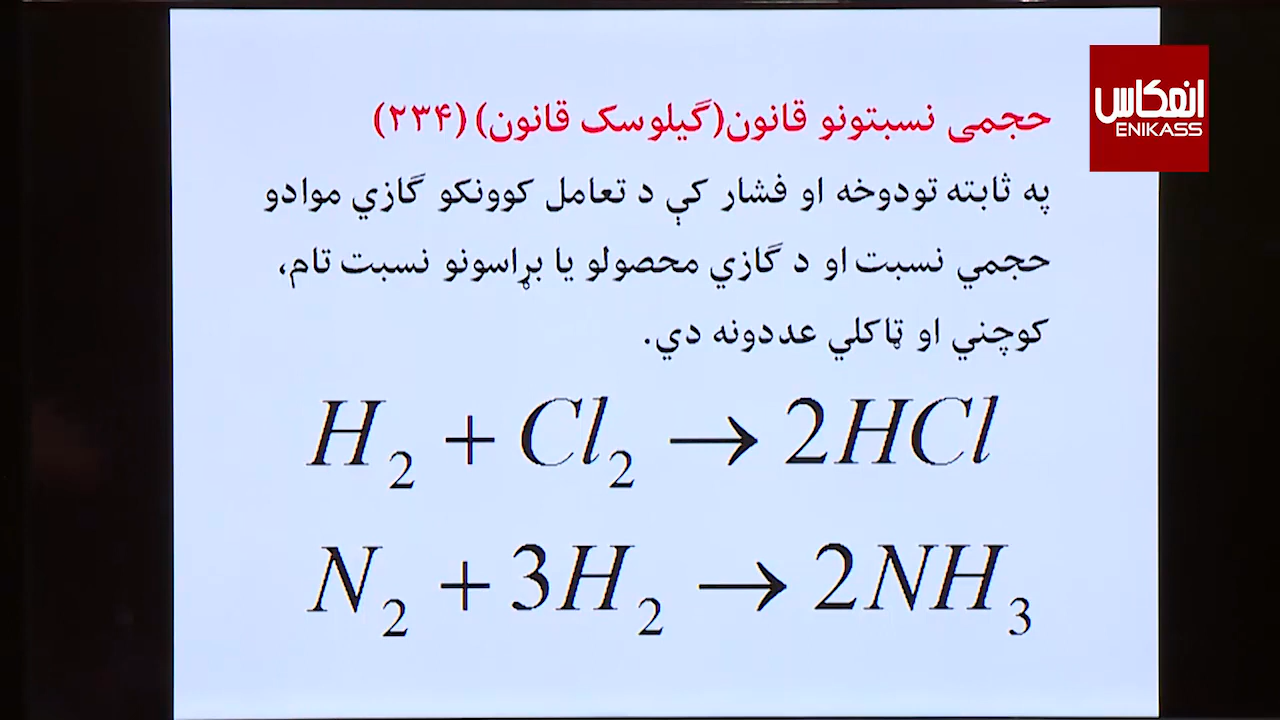 انعکاس
ENIKASS
حجمی نسبتونو قانون(گیلوسک قانون) (۲۳۴)
په ثابته تودوخه او فشار کې د تعامل کوونکو گازي موادو
حجمي نسبت او د گازي محصولو یا بړاسونو نسبت تام،
کوچني او ټاکلي عددونه دي.
H₂ + Cl₂ → 2HCl
N₂ + 3H₂ → 2NH₃